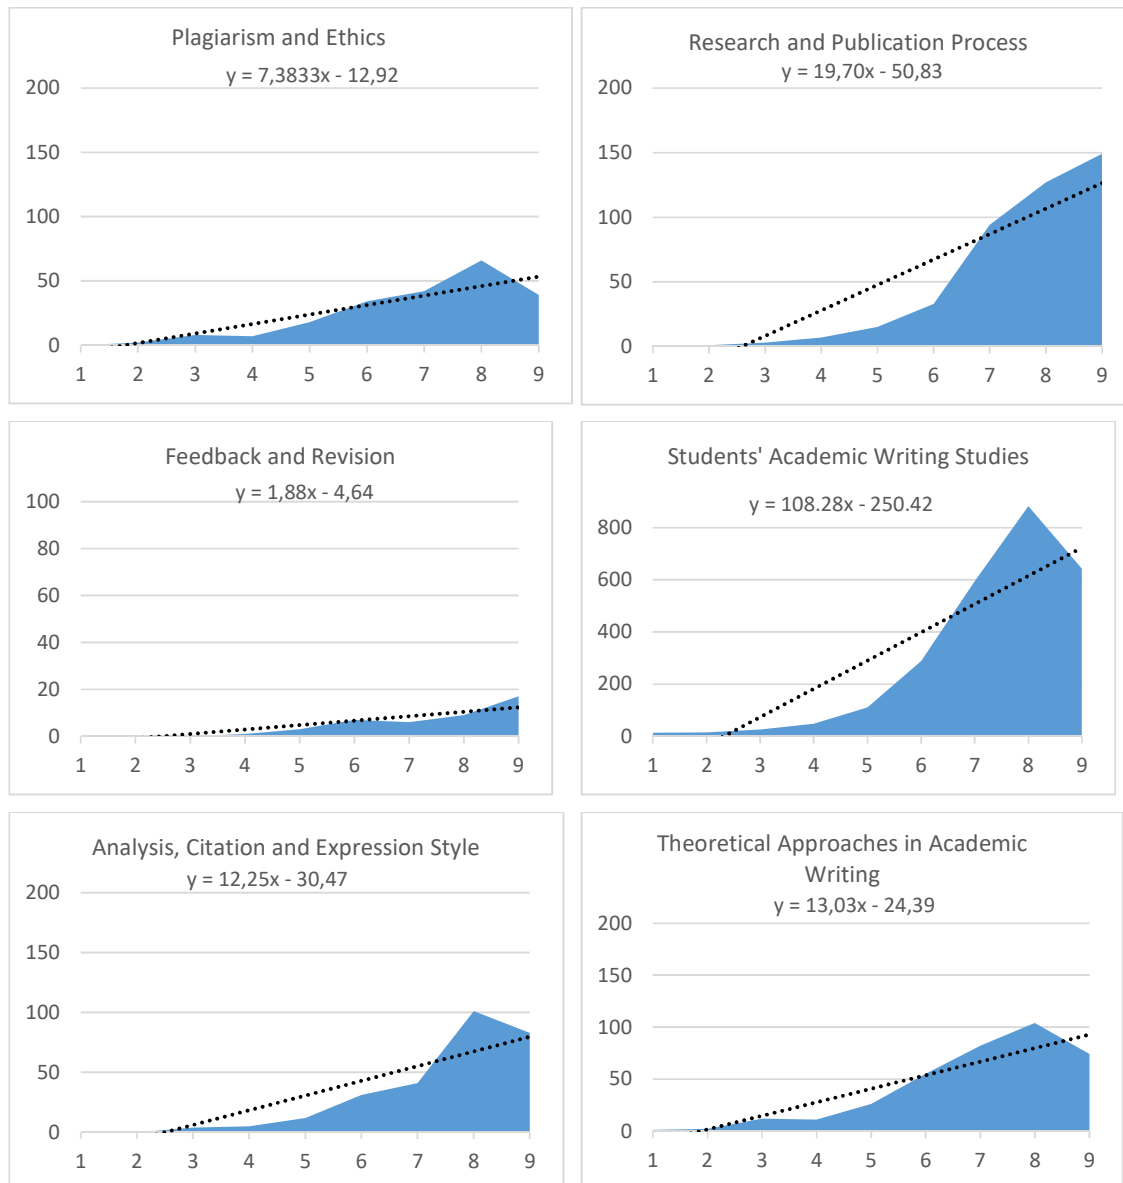 Plagiarism and Ethics
y = 7,3833x - 12,92
200
150
100
50
0
1 2 3 4 5 6 7 8 9
Research and Publication Process
y = 19,70x - 50,83
200
150
100
50
0
1 2 3 4 5 6 7 8 9
Feedback and Revision
y = 1,88x - 4,64
100
80
60
40
20
0
1 2 3 4 5 6 7 8 9
Students' Academic Writing Studies
y = 108.28x - 250.42
800
600
400
200
0
1 2 3 4 5 6 7 8 9
Analysis, Citation and Expression Style
y = 12,25x - 30,47
200
150
100
50
0
1 2 3 4 5 6 7 8 9
Theoretical Approaches in Academic
Writing
y = 13,03x - 24,39
200
150
100
50
0
1 2 3 4 5 6 7 8 9